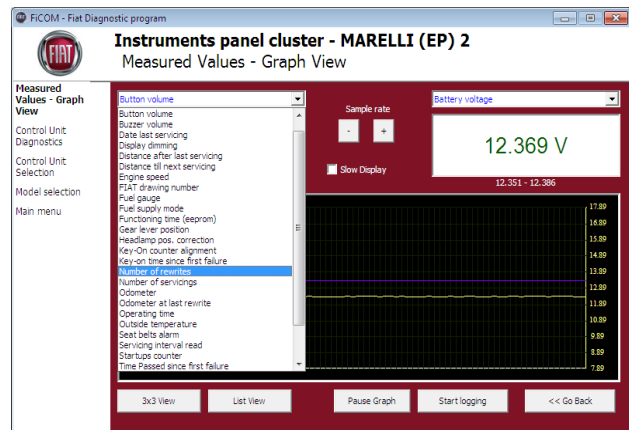 FiCOM - Fiat Diagnostic program
FIAT
Instruments panel cluster - MARELLI (EP) 2
Measured Values - Graph View
Measured
Values - Graph
View
Control Unit
Diagnostics
Control Unit
Selection
Model selection
Main menu
Button volume
Button volume
Buzzer volume
Date last servicing
Display dimming
Distance after last servicing
Distance till next servicing
Engine speed
FIAT drawing number
Fuel gauge
Fuel supply mode
Functioning time (eeprom)
Gear lever position
Headlamp pos. correction
Key-On counter alignment
Key-on time since first failure
Number of rewrites
Number of servicings
Odometer
Odometer at last rewrite
Operating time
Outside temperature
Seat belts alarm
Servicing interval read
Startups counter
Time Passed since first failure
Sample rate
-
+
Slow Display
Battery voltage
12.369 V
12.351 - 12.386
17.89
16.89
15.89
14.89
13.89
12.89
11.89
10.89
9.89
8.89
7.89
3x3 View
List View
Pause Graph
Start logging
<< Go Back